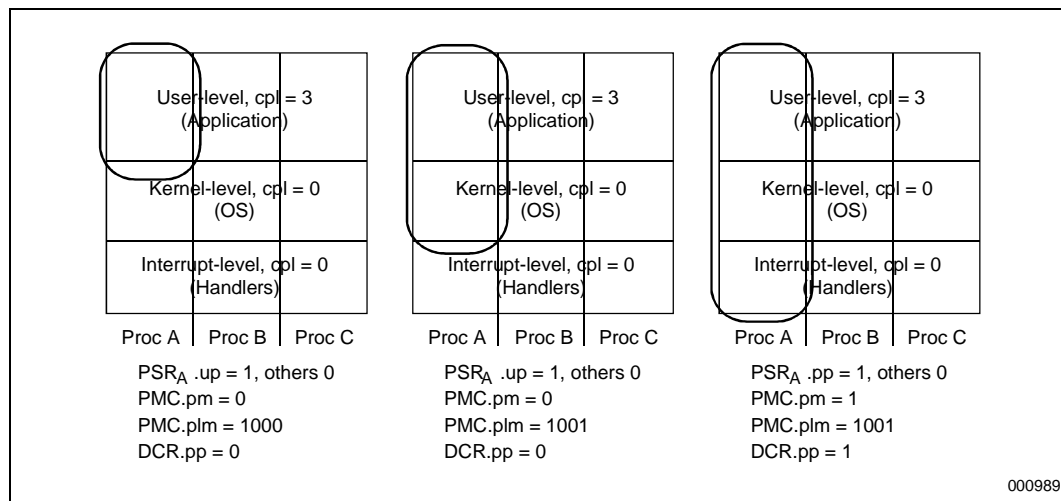 User-level, cpl = 3
(Application)
Kernel-level, cpl = 0
(OS)
Interrupt-level, cpl = 0
(Handlers)
Proc A Proc B Proc C
PSRA .up = 1, others 0
PMC.pm = 0
PMC.plm = 1000
DCR.pp = 0
User-level, cpl = 3
(Application)
Kernel-level, cpl = 0
(OS)
Interrupt-level, cpl = 0
(Handlers)
Proc A Proc B Proc C
PSRA .up = 1, others 0
PMC.pm = 0
PMC.plm = 1001
DCR.pp = 0
User-level, cpl = 3
(Application)
Kernel-level, cpl = 0
(OS)
Interrupt-level, cpl = 0
(Handlers)
Proc A Proc B Proc C
PSRA .pp = 1, others 0
PMC.pm = 1
PMC.plm = 1001
DCR.pp = 1
000989